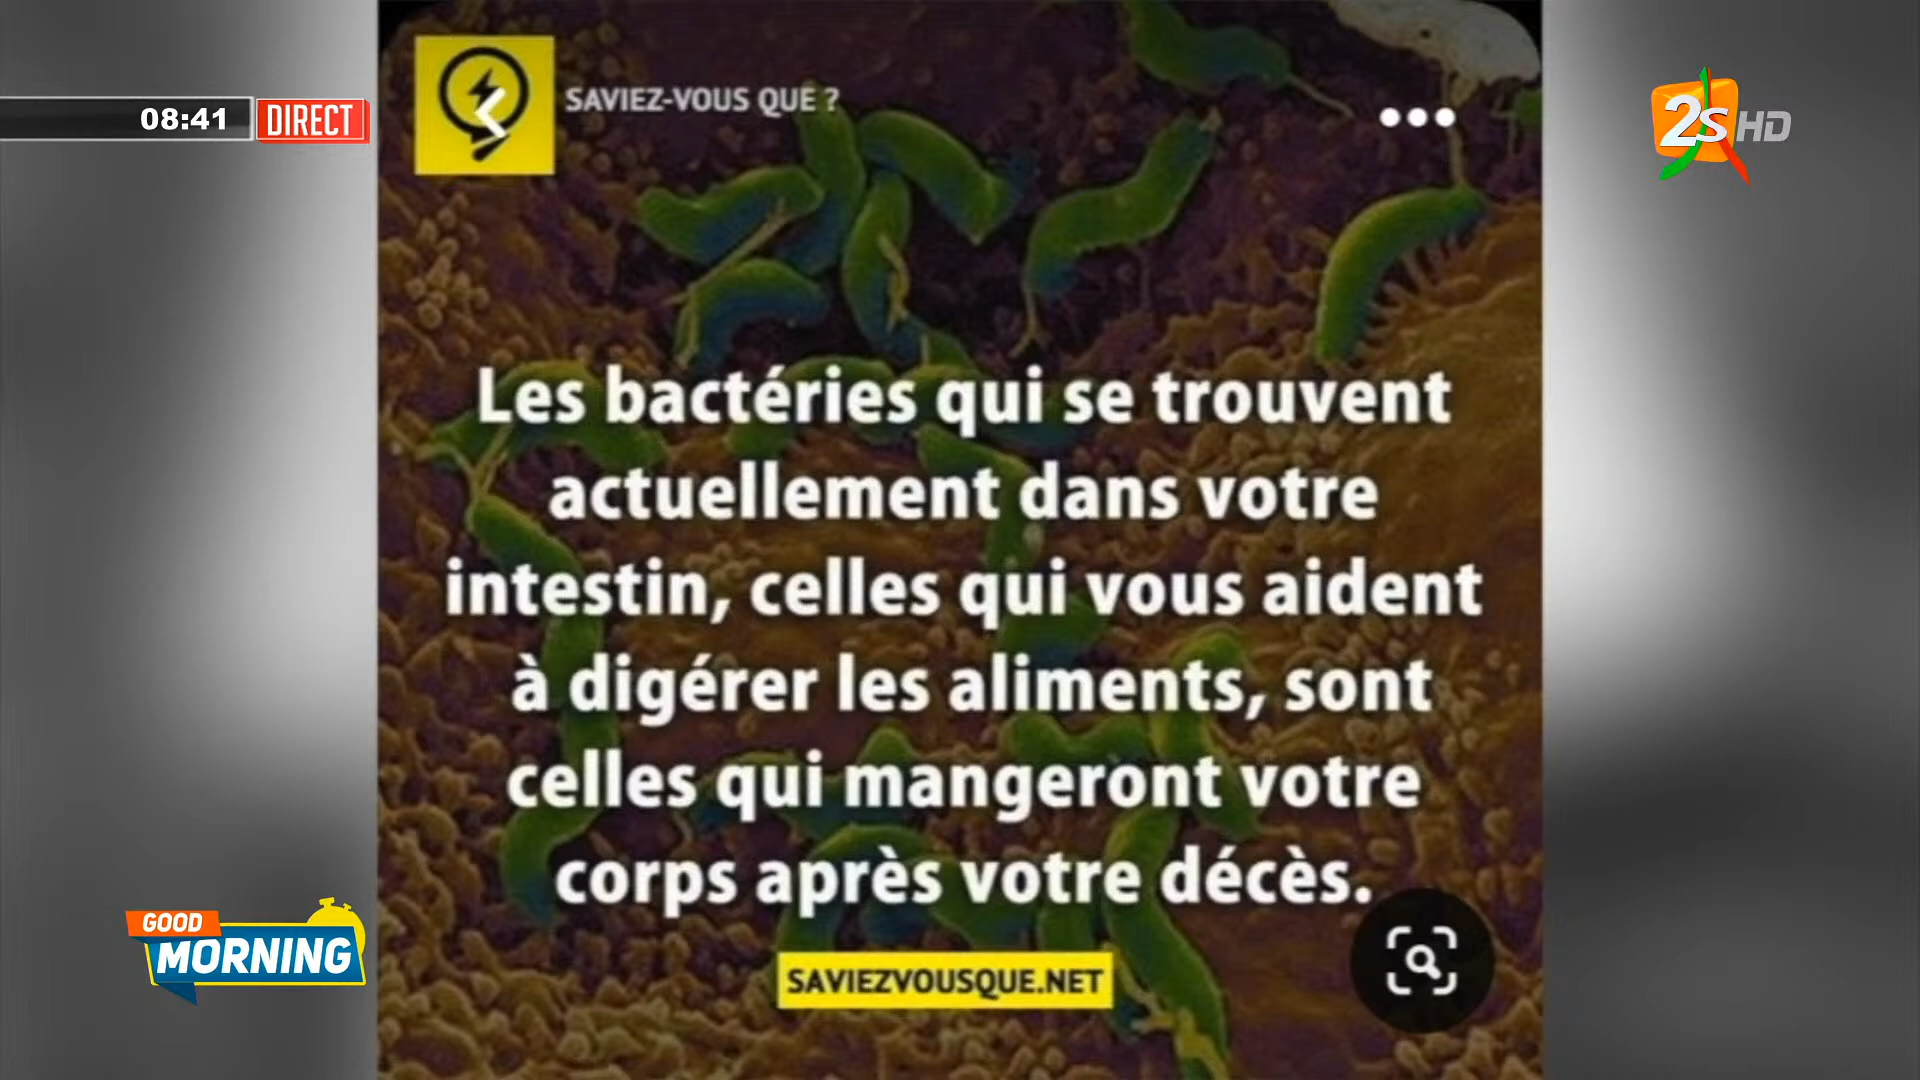 08:41 DIRECT
SAVIEZ-VOUS QUE ?
2s HD
Les bactéries qui se trouvent
actuellement dans votre
intestin, celles qui vous aident
à digérer les aliments, sont
celles qui mangeront votre
corps après votre décès.
GOOD
MORNING
SAVIEZVOUSQUE.NET